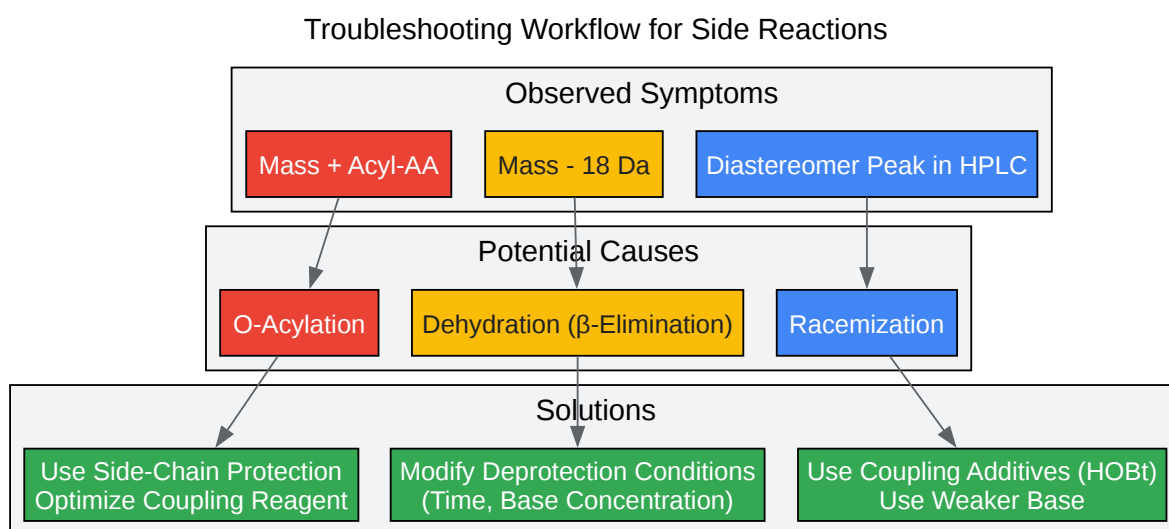 Troubleshooting Workflow for Side Reactions
Observed Symptoms
Mass + Acyl-AA
Mass - 18 Da
Diastereomer Peak in HPLC
Potential Causes
O-Acylation
Dehydration (β-Elimination)
Racemization
Solutions
Use Side-Chain Protection
Optimize Coupling Reagent
Modify Deprotection Conditions
(Time, Base Concentration)
Use Coupling Additives (HOBt)
Use Weaker Base